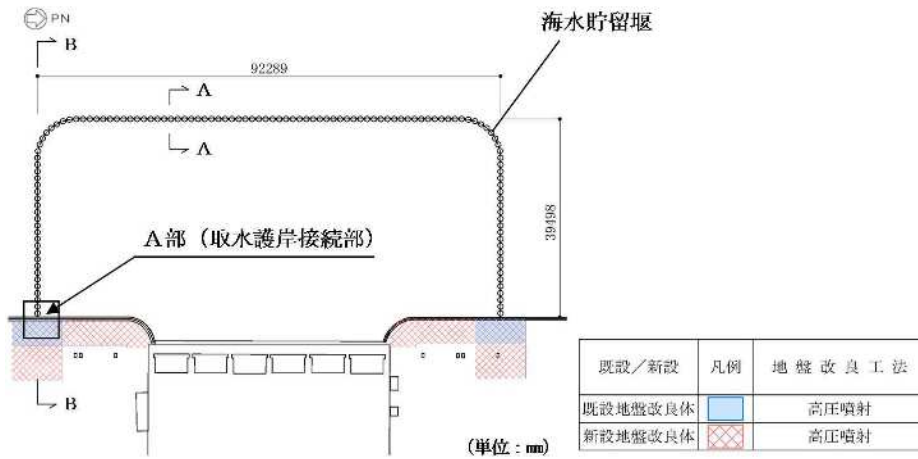 PN
B
海水貯留堰
92289
A
A
39498
A部（取水護岸接続部）
B
(単位：mm)
既設／新設 凡例 地盤改良工法
既設地盤改良体 高圧噴射
新設地盤改良体 高圧噴射